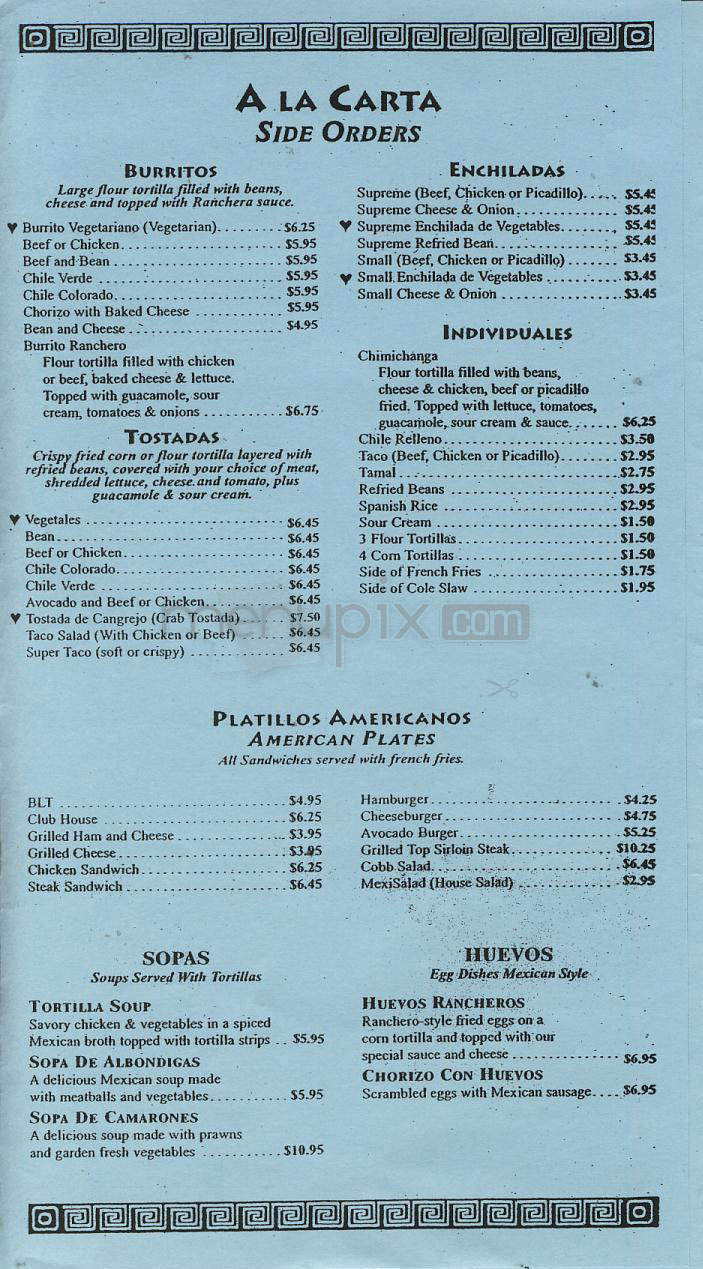 A LA CARTA
SIDE ORDERS
BURRITOS
Large flour tortilla filled with beans,
cheese and topped with Ranchera sauce.
♥ Burrito Vegetariano (Vegetarian)......... $6.25
Beef or Chicken.......................... $5.95
Beef and Bean ........................... $5.95
Chile Verde ............................. $5.95
Chile Colorado........................... $5.95
Chorizo with Baked Cheese ............... $5.95
Bean and Cheese ......................... $4.95
Burrito Ranchero
Flour tortilla filled with chicken
or beef, baked cheese & lettuce.
Topped with guacamole, sour
cream, tomatoes & onions ............ $6.75
TOSTADAS
Crispy fried corn or flour tortilla layered with
refried beans, covered with your choice of meat,
shredded lettuce, cheese and tomato, plus
guacamole & sour cream.
♥ Vegetales .............................. $6.45
Bean..................................... $6.45
Beef or Chicken.......................... $6.45
Chile Colorado........................... $6.45
Chile Verde ............................. $6.45
Avocado and Beef or Chicken.............. $6.45
♥ Tostada de Cangrejo (Crab Tostada)...... $7.50
Taco Salad (With Chicken or Beef) ....... $6.45
Super Taco (soft or crispy) ............. $6.45
ENCHILADAS
Supreme (Beef, Chicken or Picadillo)..... $5.45
Supreme Cheese & Onion................... $5.45
♥ Supreme Enchilada de Vegetables......... $5.45
Supreme Refried Bean..................... $5.45
Small (Beef, Chicken or Picadillo) ...... $3.45
♥ Small Enchilada de Vegetables .......... $3.45
Small Cheese & Onion .................... $3.45
INDIVIDUALES
Chimichanga
Flour tortilla filled with beans,
cheese & chicken, beef or picadillo
fried. Topped with lettuce, tomatoes,
guacamole, sour cream & sauce....... $6.25
Chile Relleno............................ $3.50
Taco (Beef, Chicken or Picadillo)........ $2.95
Tamal.................................... $2.75
Refried Beans ........................... $2.95
Spanish Rice ............................ $2.95
Sour Cream .............................. $1.50
3 Flour Tortillas........................ $1.50
4 Corn Tortillas ........................ $1.50
Side of French Fries .................... $1.75
Side of Cole Slaw ....................... $1.95
menupix.com
PLATILLOS AMERICANOS
AMERICAN PLATES
All Sandwiches served with french fries.
BLT ..................................... $4.95
Club House .............................. $6.25
Grilled Ham and Cheese .................. $3.95
Grilled Cheese........................... $3.95
Chicken Sandwich......................... $6.25
Steak Sandwich .......................... $6.45
Hamburger................................ $4.25
Cheeseburger............................. $4.75
Avocado Burger........................... $5.25
Grilled Top Sirloin Steak................ $10.25
Cobb Salad............................... $6.45
MexiSalad (House Salad) ................. $2.95
SOPAS
Soups Served With Tortillas
TORTILLA SOUP
Savory chicken & vegetables in a spiced
Mexican broth topped with tortilla strips .. $5.95
SOPA DE ALBONDIGAS
A delicious Mexican soup made
with meatballs and vegetables............ $5.95
SOPA DE CAMARONES
A delicious soup made with prawns
and garden fresh vegetables ........... $10.95
HUEVOS
Egg Dishes Mexican Style
HUEVOS RANCHEROS
Ranchero-style fried eggs on a
corn tortilla and topped with our
special sauce and cheese ................ $6.95
CHORIZO CON HUEVOS
Scrambled eggs with Mexican sausage.... $6.95